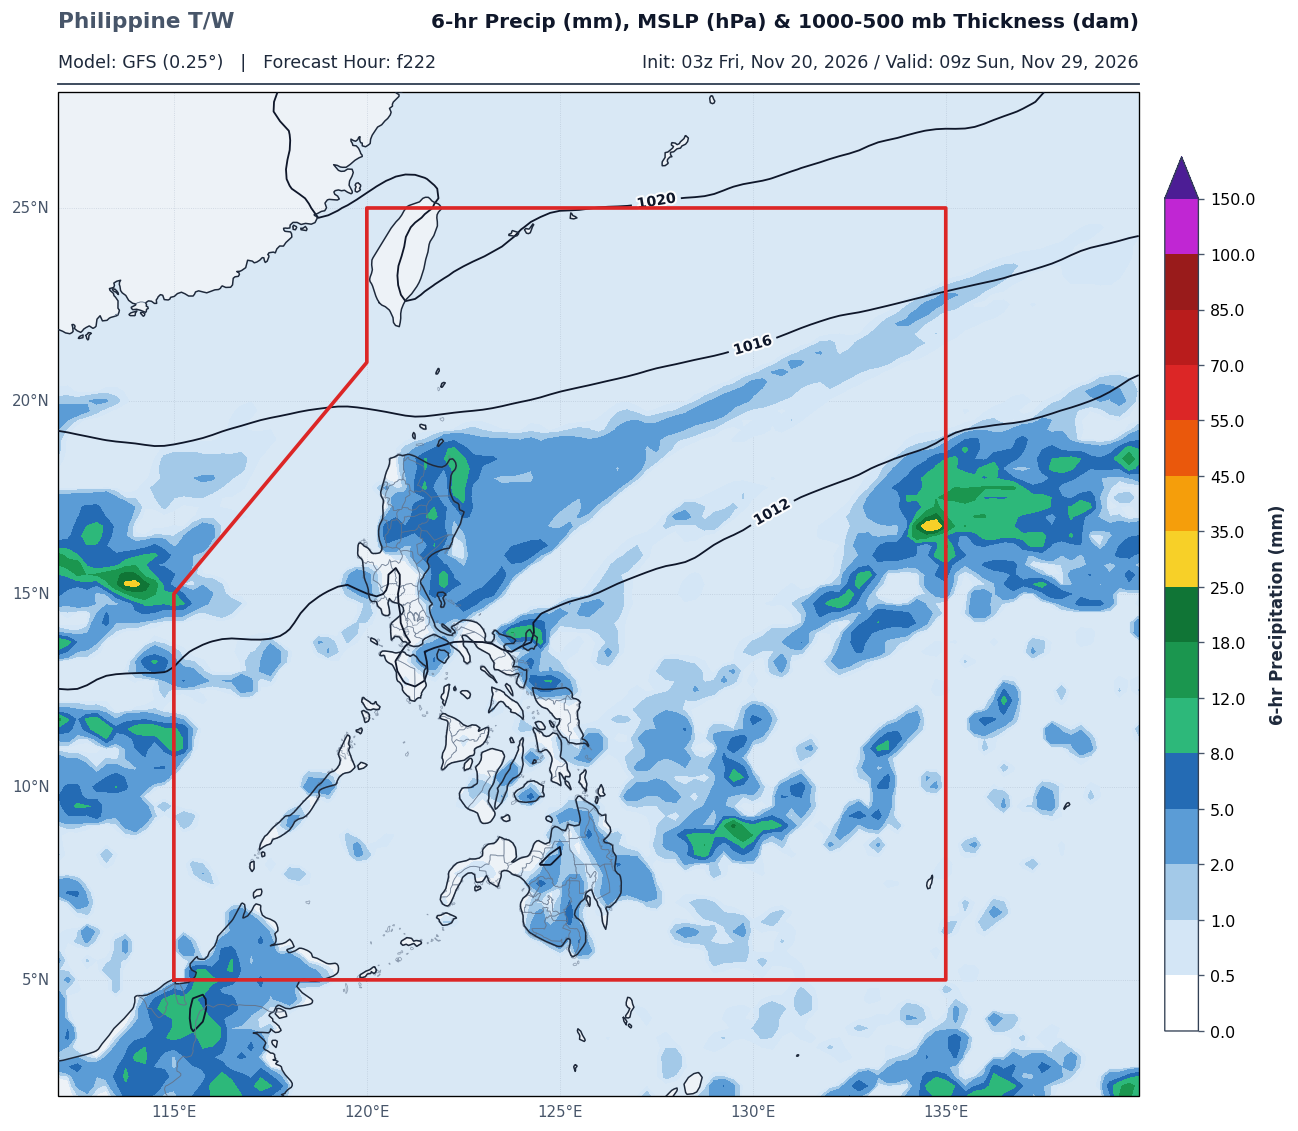 Philippine T/W
6-hr Precip (mm), MSLP (hPa) & 1000-500 mb Thickness (dam)
Model: GFS (0.25°) | Forecast Hour: f222
Init: 03z Fri, Nov 20, 2026 / Valid: 09z Sun, Nov 29, 2026
25°N
20°N
15°N
10°N
5°N
1020
1016
1012
115°E
120°E
125°E
130°E
135°E
150.0
100.0
85.0
70.0
55.0
45.0
35.0
25.0
18.0
12.0
8.0
5.0
2.0
1.0
0.5
0.0
6-hr Precipitation (mm)